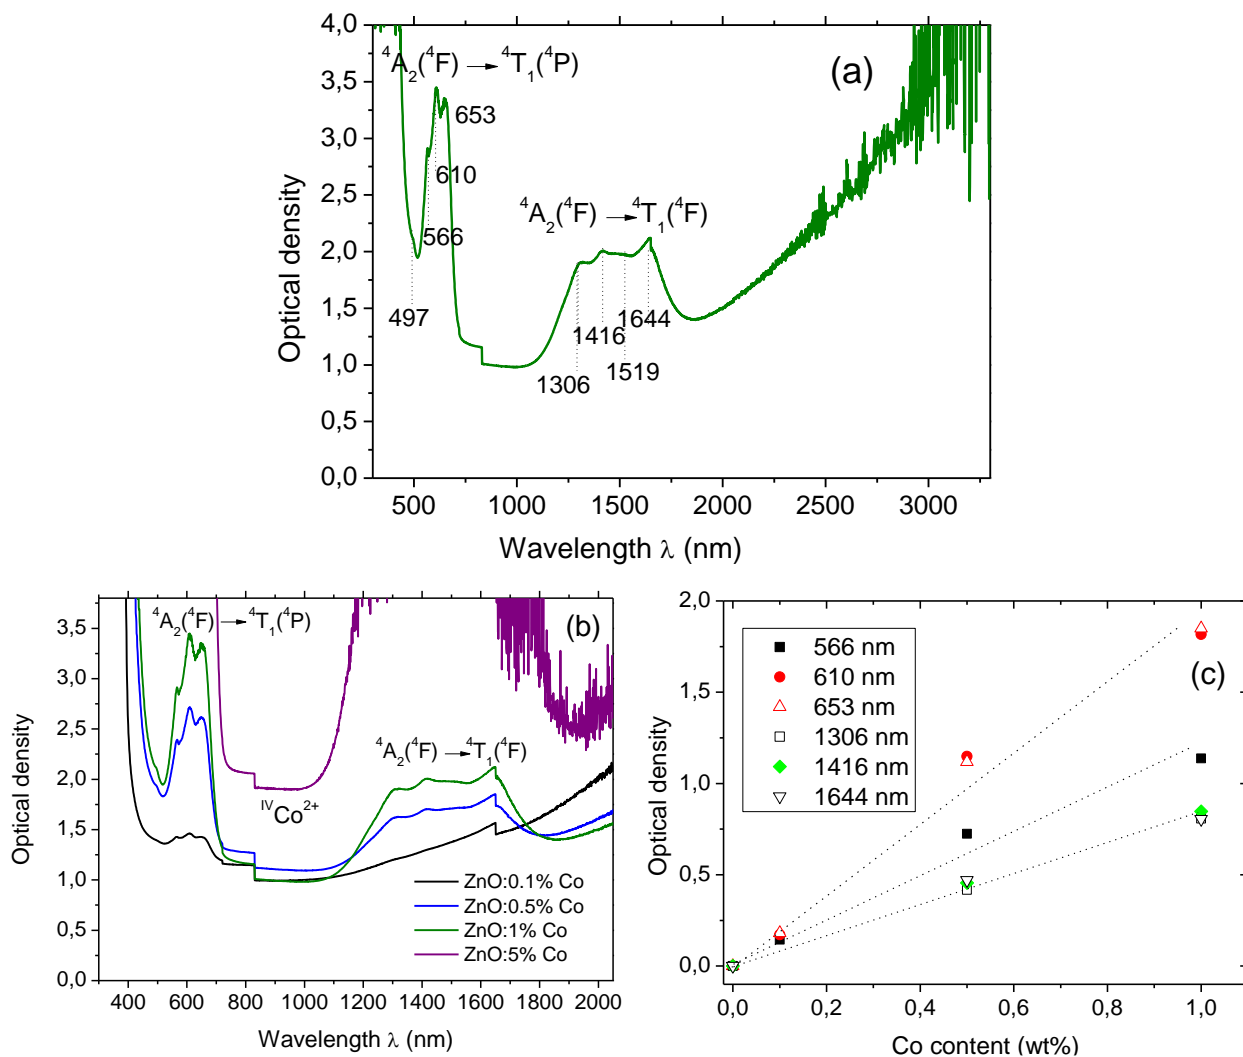 4,0
3,5
3,0
2,5
2,0
1,5
1,0
0,5
0,0
Optical density
⁴A₂(⁴F) → ⁴T₁(⁴P)
(a)
653
610
566
497
⁴A₂(⁴F) → ⁴T₁(⁴F)
1416
1644
1306
1519
500 1000 1500 2000 2500 3000
Wavelength λ (nm)
3,5
3,0
2,5
2,0
1,5
1,0
0,5
0,0
Optical density
⁴A₂(⁴F) → ⁴T₁(⁴P)
(b)
⁴A₂(⁴F) → ⁴T₁(⁴F)
ᴵⱽCo²⁺
ZnO:0.1% Co
ZnO:0.5% Co
ZnO:1% Co
ZnO:5% Co
400 600 800 1000 1200 1400 1600 1800 2000
Wavelength λ (nm)
2,0
1,5
1,0
0,5
0,0
Optical density
566 nm
610 nm
653 nm
1306 nm
1416 nm
1644 nm
(c)
0,0 0,2 0,4 0,6 0,8 1,0
Co content (wt%)